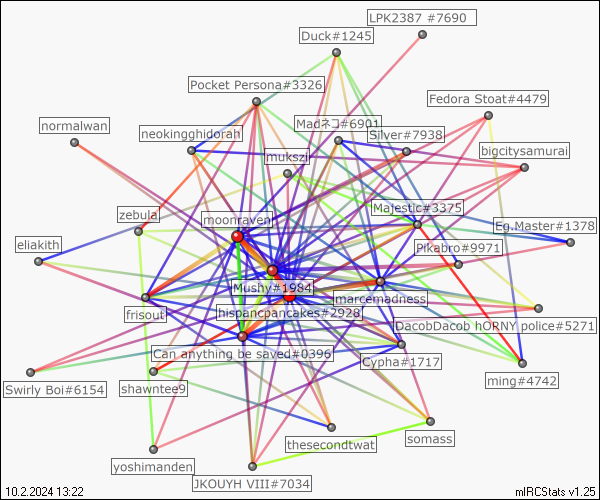 LPK2387 #7690
Duck#1245
Pocket Persona#3326
Fedora Stoat#4479
normalwan
Madネコ#6901
neokingghidorah
Silver#7938
mukszil
bigcitysamurai
Majestic#3375
zebula
moonraven
Eg.Master#1378
eliakith
Pikabro#9971
Mushy#1984
marcemadness
frisout
hispancpancakes#2928
DacobDacob hORNY police#5271
Can anything be saved#0396
Cypha#1717
ming#4742
Swirly Boi#6154
shawntee9
somass
thesecondtwat
yoshimanden
JKOUYH VIII#7034
10.2.2024 13:22
mIRCStats v1.25